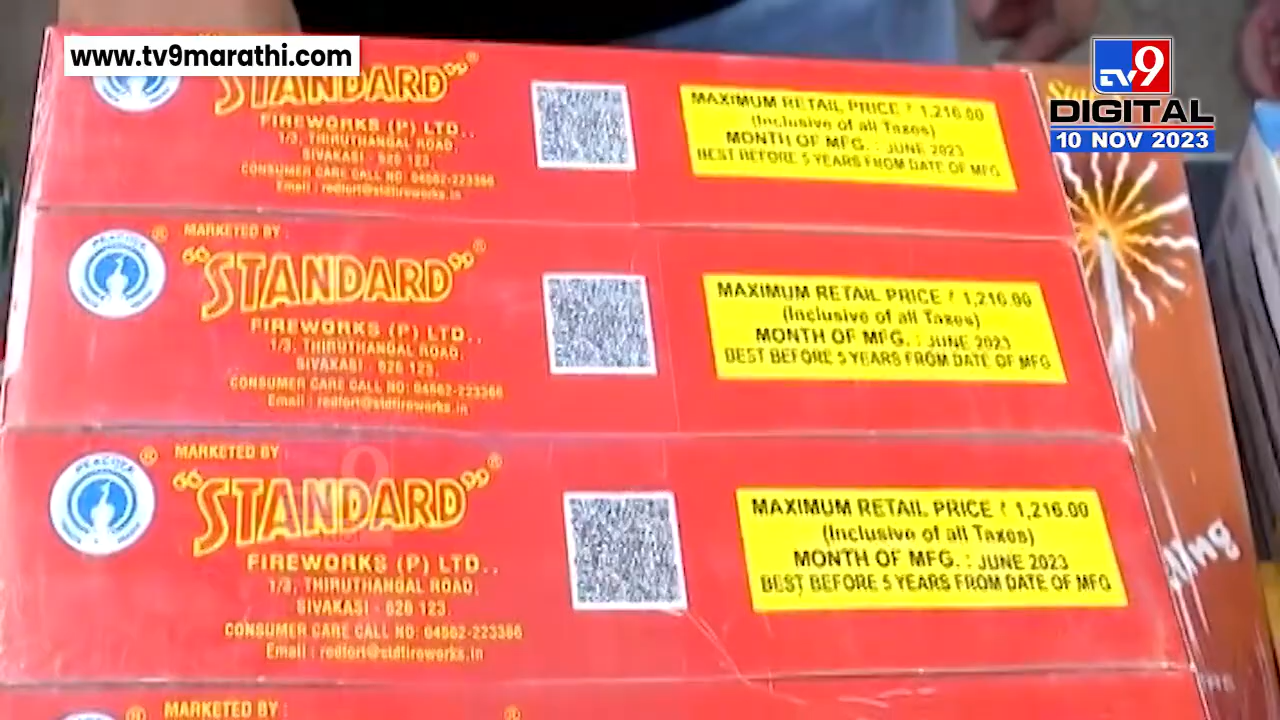 www.tv9marathi.com
TV9
DIGITAL
10 NOV 2023
"STANDARD"®
FIREWORKS (P) LTD..
1/3, THIRUTHANGAL ROAD,
SIVAKASI - 626 123.
CONSUMER CARE CALL NO: 04562-223366
Email : redfort@stdfireworks.in
MAXIMUM RETAIL PRICE ₹ 1,216.00
(Inclusive of all Taxes)
MONTH OF MFG. : JUNE 2023
BEST BEFORE 5 YEARS FROM DATE OF MFG
PEACOCK
®
MARKETED BY :
"STANDARD"®
FIREWORKS (P) LTD..
1/3, THIRUTHANGAL ROAD,
SIVAKASI - 626 123.
CONSUMER CARE CALL NO: 04562-223366
Email : redfort@stdfireworks.in
MAXIMUM RETAIL PRICE ₹ 1,216.00
(Inclusive of all Taxes)
MONTH OF MFG. : JUNE 2023
BEST BEFORE 5 YEARS FROM DATE OF MFG
PEACOCK
®
MARKETED BY :
"STANDARD"®
FIREWORKS (P) LTD..
1/3, THIRUTHANGAL ROAD,
SIVAKASI - 626 123.
CONSUMER CARE CALL NO: 04562-223366
Email : redfort@stdfireworks.in
MAXIMUM RETAIL PRICE ₹ 1,216.00
(Inclusive of all Taxes)
MONTH OF MFG. : JUNE 2023
BEST BEFORE 5 YEARS FROM DATE OF MFG
®
MARKETED BY :
®